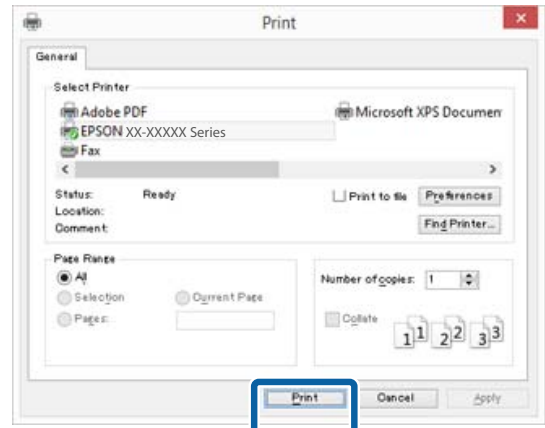 Print
General
Select Printer
Adobe PDF
Microsoft XPS Documen
EPSON XX-XXXXX Series
Fax
Status: Ready
Print to file
Preferences
Location:
Comment:
Find Printer...
Page Range
All
Selection
Current Page
Pages:
Number of copies: 1
Collate
1 1 2 2 3 3
Print
Cancel
Apply